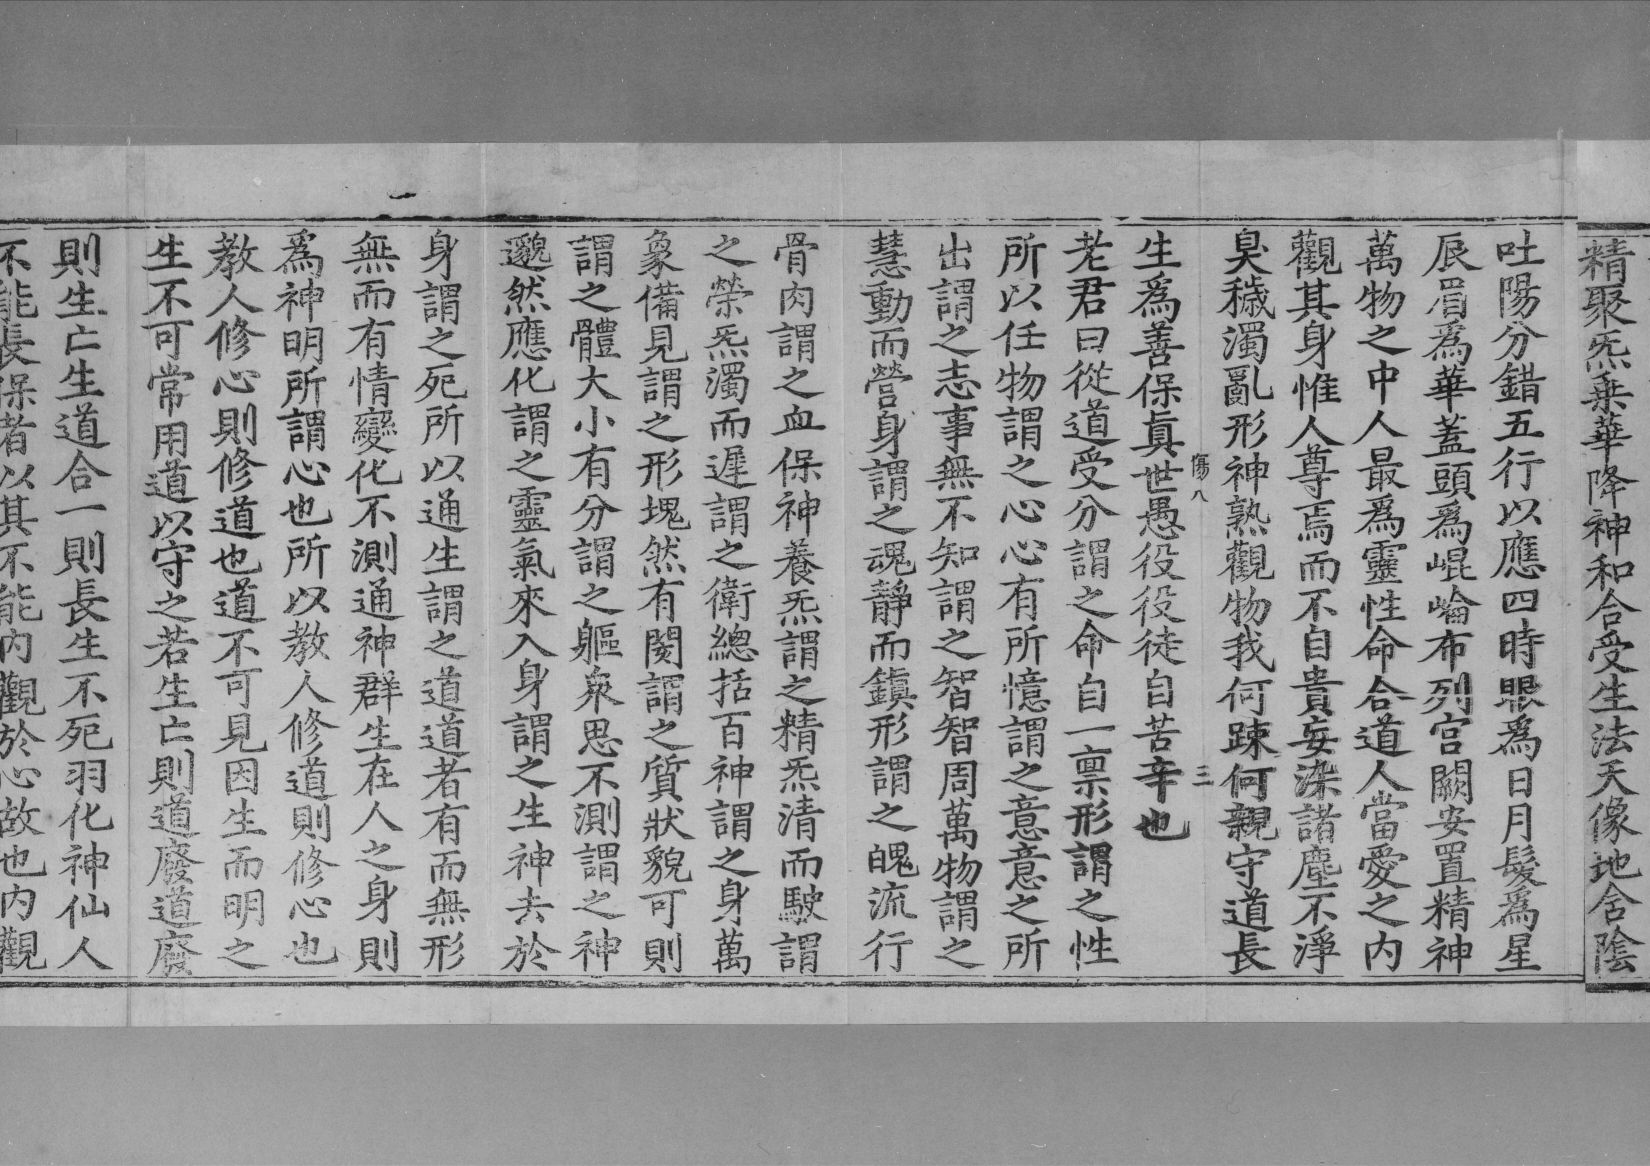 精聚炁乗華降神和合受生法天像地含陰
吐陽分錯五行以應四時眼爲日月髮爲星
辰眉爲華蓋頭爲崐崘布列宫闕安置精神
萬物之中人最爲靈性命合道人當愛之内
觀其身惟人尊焉而不自貴妄染諸塵不淨
臭穢濁亂形神熟觀物我何踈何親守道長
傷八 三
生爲善保眞世愚役役徒自苦辛也
老君曰從道受分謂之命自一禀形謂之性
所以任物謂之心心有所憶謂之意意之所
出謂之志事無不知謂之智智周萬物謂之
慧動而營身謂之魂靜而鎭形謂之魄流行
骨肉謂之血保神養炁謂之精炁清而駛謂
之榮炁濁而遲謂之衛總括百神謂之身萬
象備見謂之形塊然有閡謂之質狀貌可則
謂之體大小有分謂之軀衆思不測謂之神
邈然應化謂之靈氣來入身謂之生神去於
身謂之死所以通生謂之道道者有而無形
無而有情變化不測通神群生在人之身則
爲神明所謂心也所以教人修道則修心也
教人修心則修道也道不可見因生而明之
生不可常用道以守之若生亡則道廢道廢
則生亡生道合一則長生不死羽化神仙人
不能長保者以其不能内觀於心故也内觀